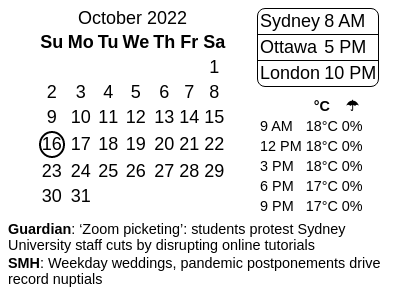 October 2022
Su Mo Tu We Th Fr Sa
1
2 3 4 5 6 7 8
9 10 11 12 13 14 15
16 17 18 19 20 21 22
23 24 25 26 27 28 29
30 31
Sydney 8 AM
Ottawa 5 PM
London 10 PM
°C ☂
9 AM 18°C 0%
12 PM 18°C 0%
3 PM 18°C 0%
6 PM 17°C 0%
9 PM 17°C 0%
Guardian: ‘Zoom picketing’: students protest Sydney
University staff cuts by disrupting online tutorials
SMH: Weekday weddings, pandemic postponements drive
record nuptials